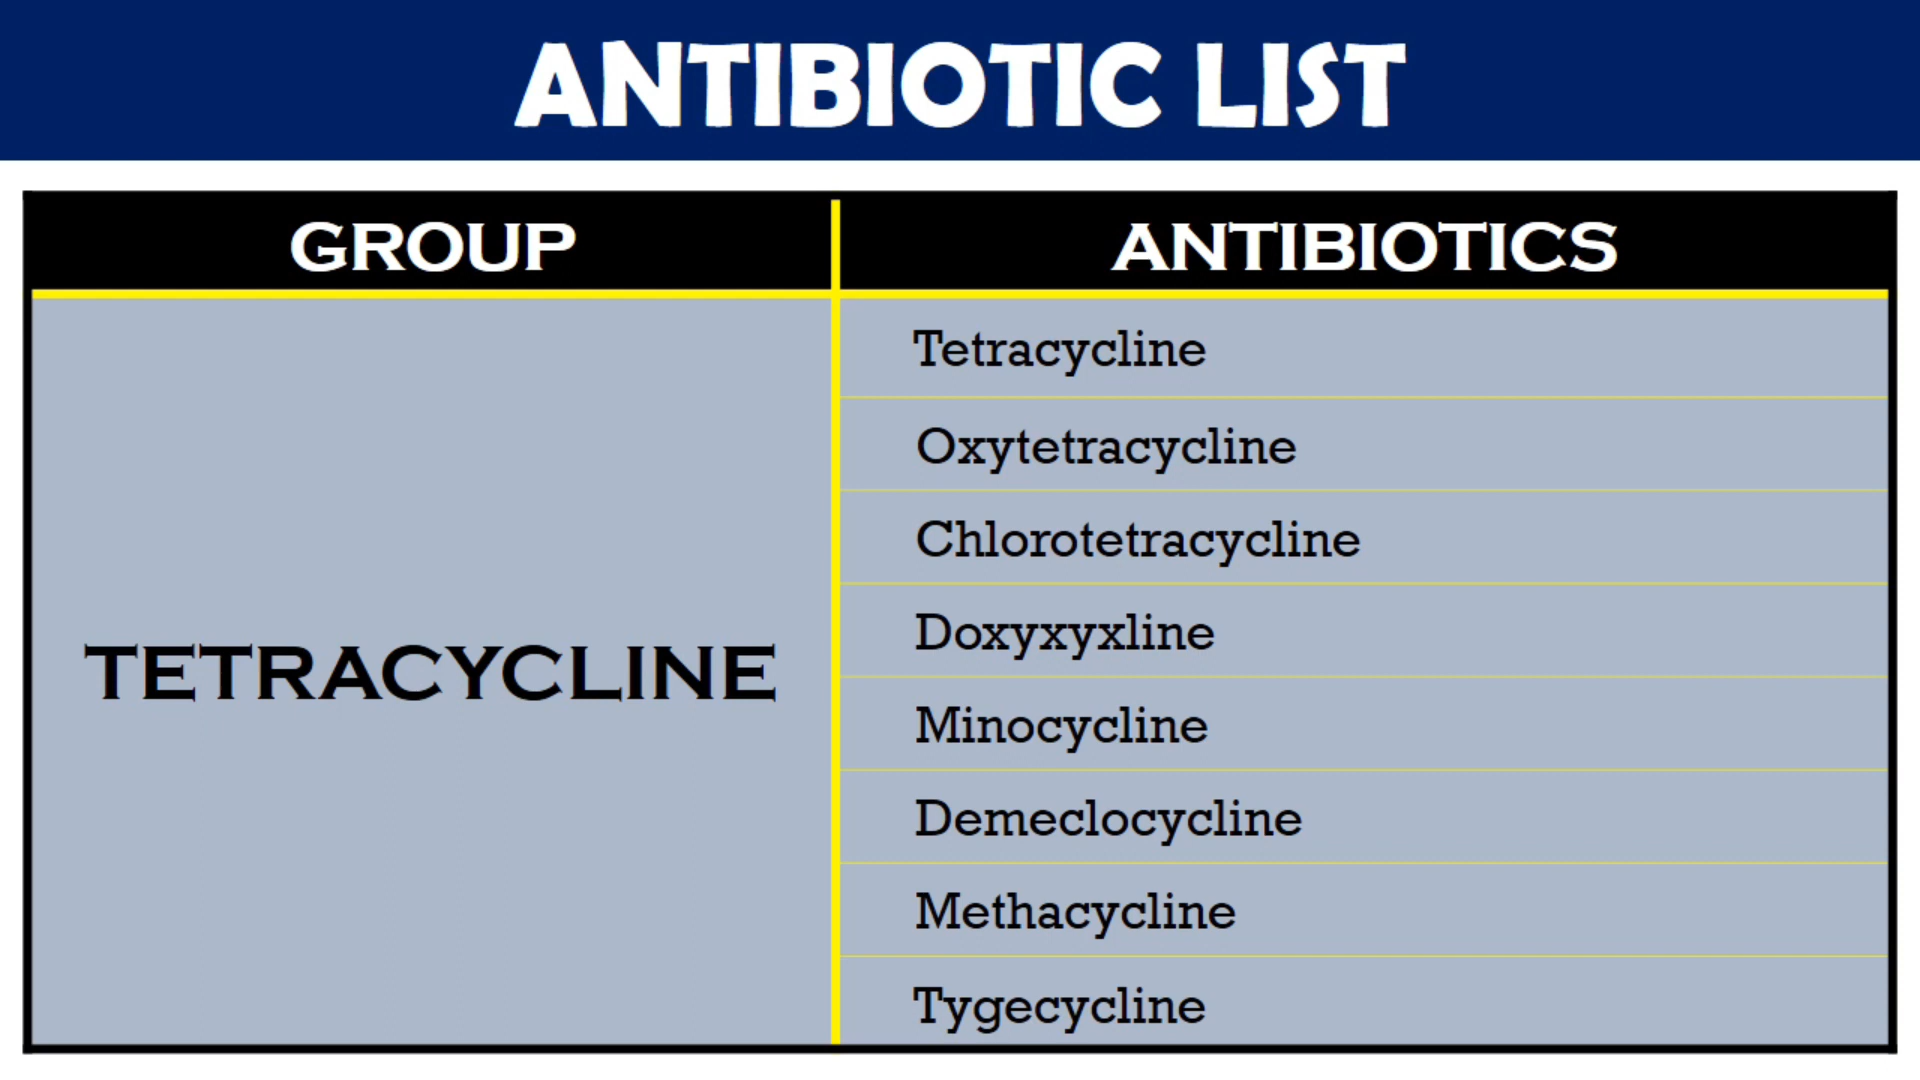 ANTIBIOTIC LIST
GROUP
ANTIBIOTICS
TETRACYCLINE
Tetracycline
Oxytetracycline
Chlorotetracycline
Doxyxyxline
Minocycline
Demeclocycline
Methacycline
Tygecycline